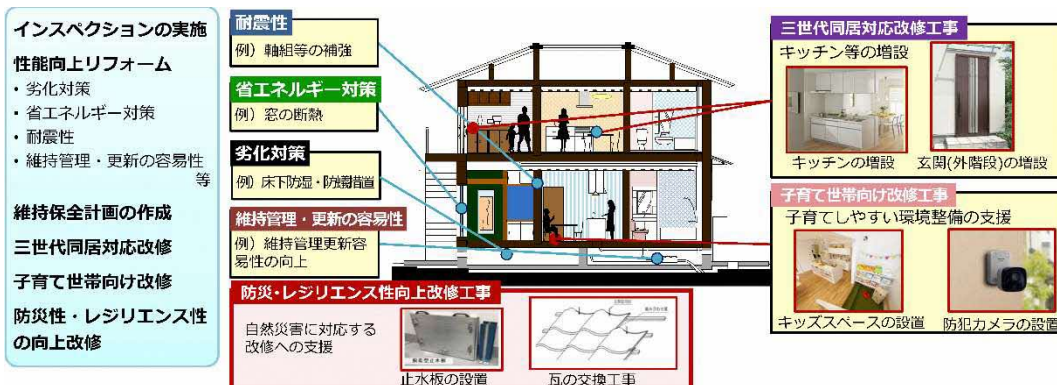 インスペクションの実施
性能向上リフォーム
・劣化対策
・省エネルギー対策
・耐震性
・維持管理・更新の容易性
等
維持保全計画の作成
三世代同居対応改修
子育て世帯向け改修
防災性・レジリエンス性
の向上改修
耐震性
例）軸組等の補強
省エネルギー対策
例）窓の断熱
劣化対策
例）床下防湿・防蟻措置
維持管理・更新の容易性
例）維持管理更新容
易性の向上
防災・レジリエンス性向上改修工事
自然災害に対応する
改修への支援
止水板の設置
瓦の交換工事
三世代同居対応改修工事
キッチン等の増設
キッチンの増設
玄関(外階段)の増設
子育て世帯向け改修工事
子育てしやすい環境整備の支援
キッズスペースの設置
防犯カメラの設置